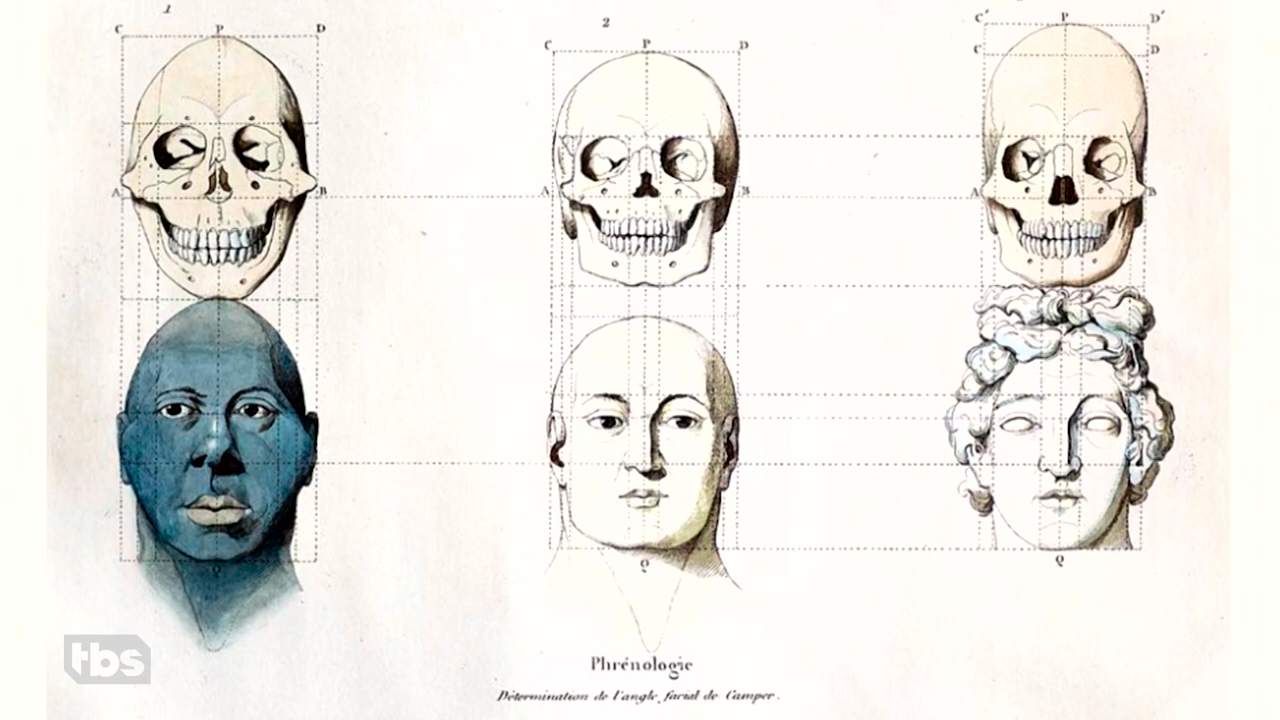 1
2
C P D
C P D
C' P D'
C D
A B
A B
A B
Q
Q
Q
tbs
Phrénologie
Détermination de l'angle facial de Camper.